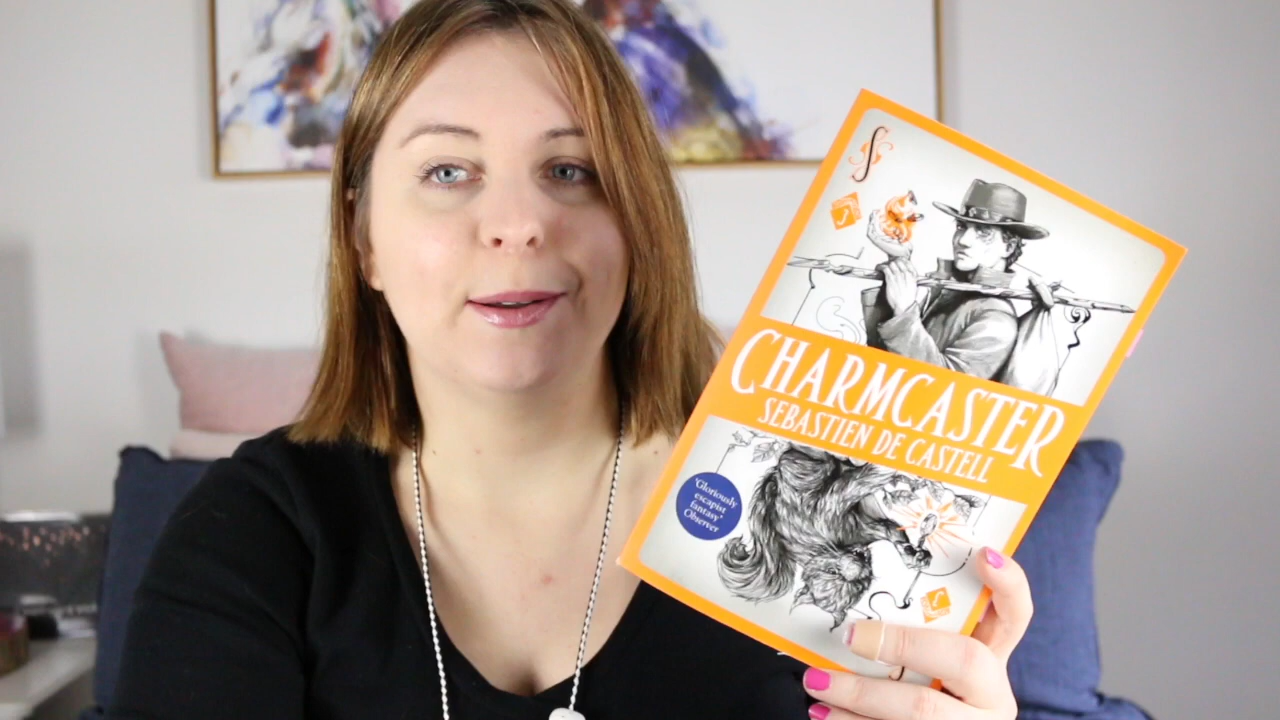 CHARMCASTER
SEBASTIEN DE CASTELL
'Gloriously
escapist
fantasy'
Observer